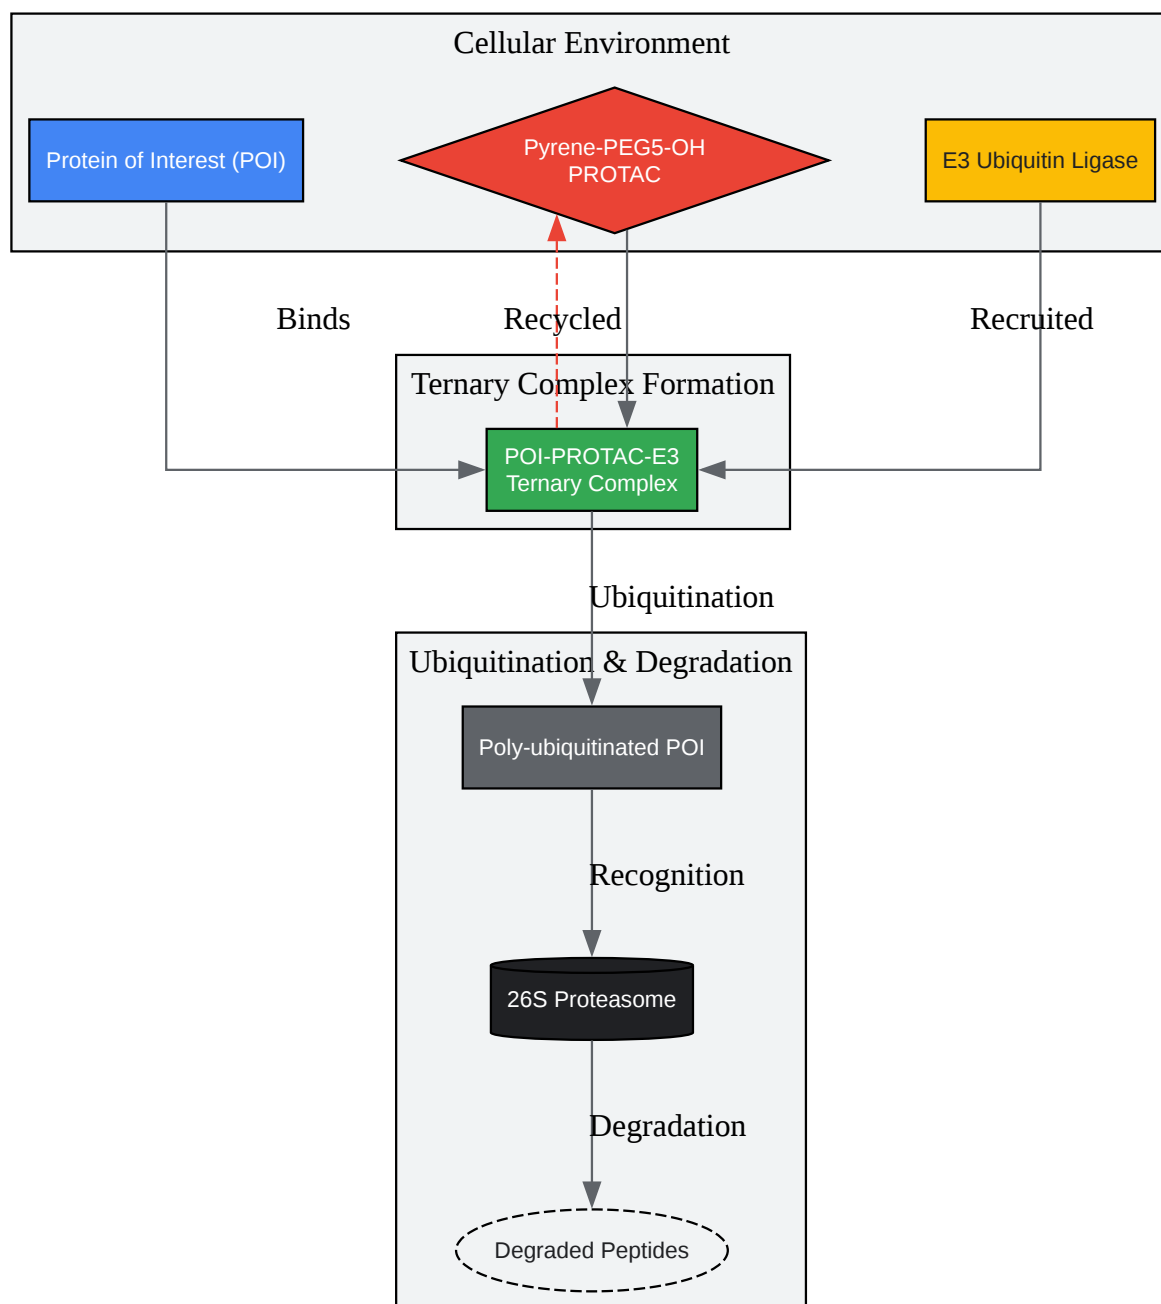 Cellular Environment
Protein of Interest (POI)
Pyrene-PEG5-OH
PROTAC
E3 Ubiquitin Ligase
Binds
Recycled
Recruited
Ternary Complex Formation
POI-PROTAC-E3
Ternary Complex
Ubiquitination
Ubiquitination & Degradation
Poly-ubiquitinated POI
Recognition
26S Proteasome
Degradation
Degraded Peptides